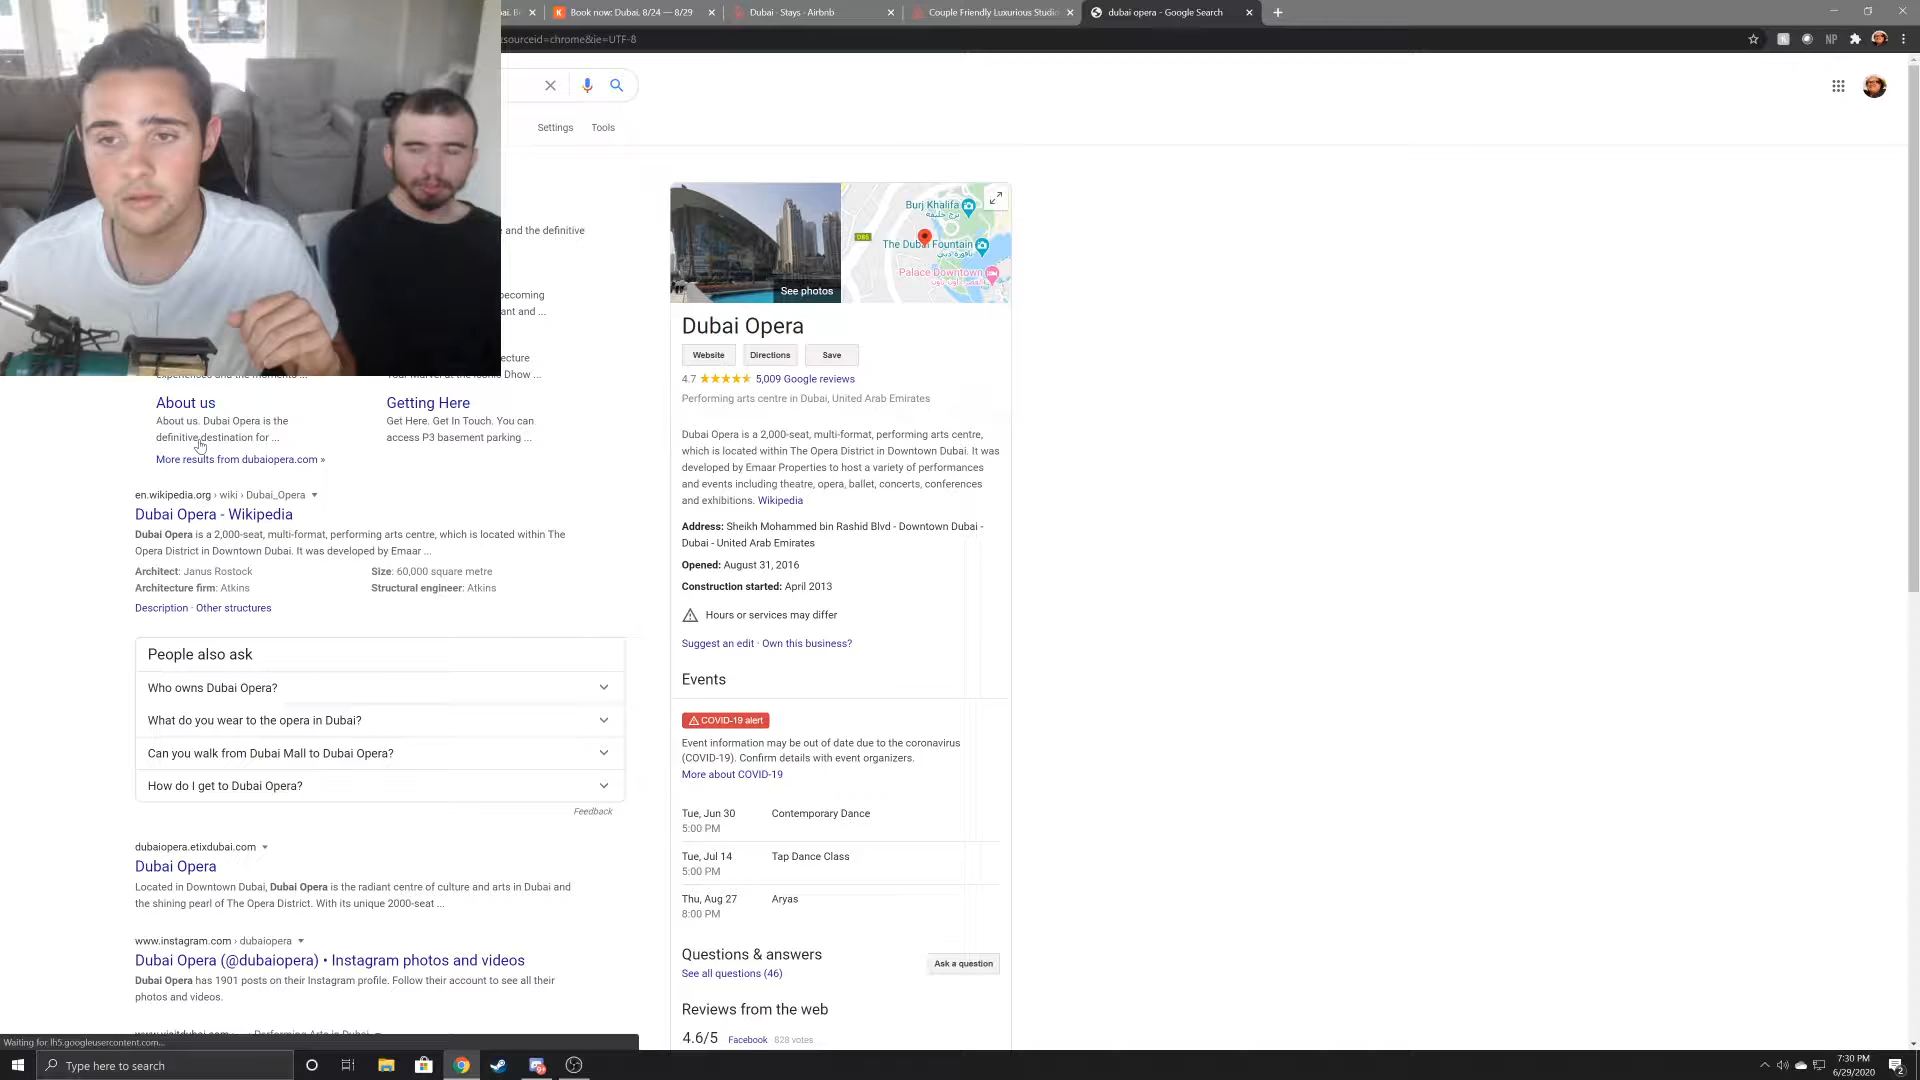 ai. B
Book now: Dubai, 8/24 — 8/29
Dubai · Stays · Airbnb
Couple Friendly Luxurious Studio
dubai opera - Google Search
sourceid=chrome&ie=UTF-8
NP
Settings
Tools
and the definitive
ecoming
ant and ...
ecture
Your Marvel at the Iconic Dhow ...
experiences and the moments ...
About us
About us. Dubai Opera is the
definitive destination for ...
Getting Here
Get Here. Get In Touch. You can
access P3 basement parking ...
More results from dubaiopera.com »
en.wikipedia.org › wiki › Dubai_Opera
Dubai Opera - Wikipedia
Dubai Opera is a 2,000-seat, multi-format, performing arts centre, which is located within The
Opera District in Downtown Dubai. It was developed by Emaar ...
Architect: Janus Rostock
Size: 60,000 square metre
Architecture firm: Atkins
Structural engineer: Atkins
Description · Other structures
People also ask
Who owns Dubai Opera?
What do you wear to the opera in Dubai?
Can you walk from Dubai Mall to Dubai Opera?
How do I get to Dubai Opera?
Feedback
dubaiopera.etixdubai.com
Dubai Opera
Located in Downtown Dubai, Dubai Opera is the radiant centre of culture and arts in Dubai and
the shining pearl of The Opera District. With its unique 2000-seat ...
www.instagram.com › dubaiopera
Dubai Opera (@dubaiopera) • Instagram photos and videos
Dubai Opera has 1901 posts on their Instagram profile. Follow their account to see all their
photos and videos.
See photos
Burj Khalifa
برج خليفة
D85
The Dubai Fountain
نافورة دبي
Palace Downtown
Dubai Opera
Website
Directions
Save
4.7
5,009 Google reviews
Performing arts centre in Dubai, United Arab Emirates
Dubai Opera is a 2,000-seat, multi-format, performing arts centre,
which is located within The Opera District in Downtown Dubai. It was
developed by Emaar Properties to host a variety of performances
and events including theatre, opera, ballet, concerts, conferences
and exhibitions. Wikipedia
Address: Sheikh Mohammed bin Rashid Blvd - Downtown Dubai -
Dubai - United Arab Emirates
Opened: August 31, 2016
Construction started: April 2013
Hours or services may differ
Suggest an edit · Own this business?
Events
COVID-19 alert
Event information may be out of date due to the coronavirus
(COVID-19). Confirm details with event organizers.
More about COVID-19
Tue, Jun 30
5:00 PM
Contemporary Dance
Tue, Jul 14
5:00 PM
Tap Dance Class
Thu, Aug 27
8:00 PM
Aryas
Questions & answers
See all questions (46)
Ask a question
Reviews from the web
4.6/5
Facebook
828 votes
Waiting for lh5.googleusercontent.com...
Type here to search
7:30 PM
6/29/2020
2